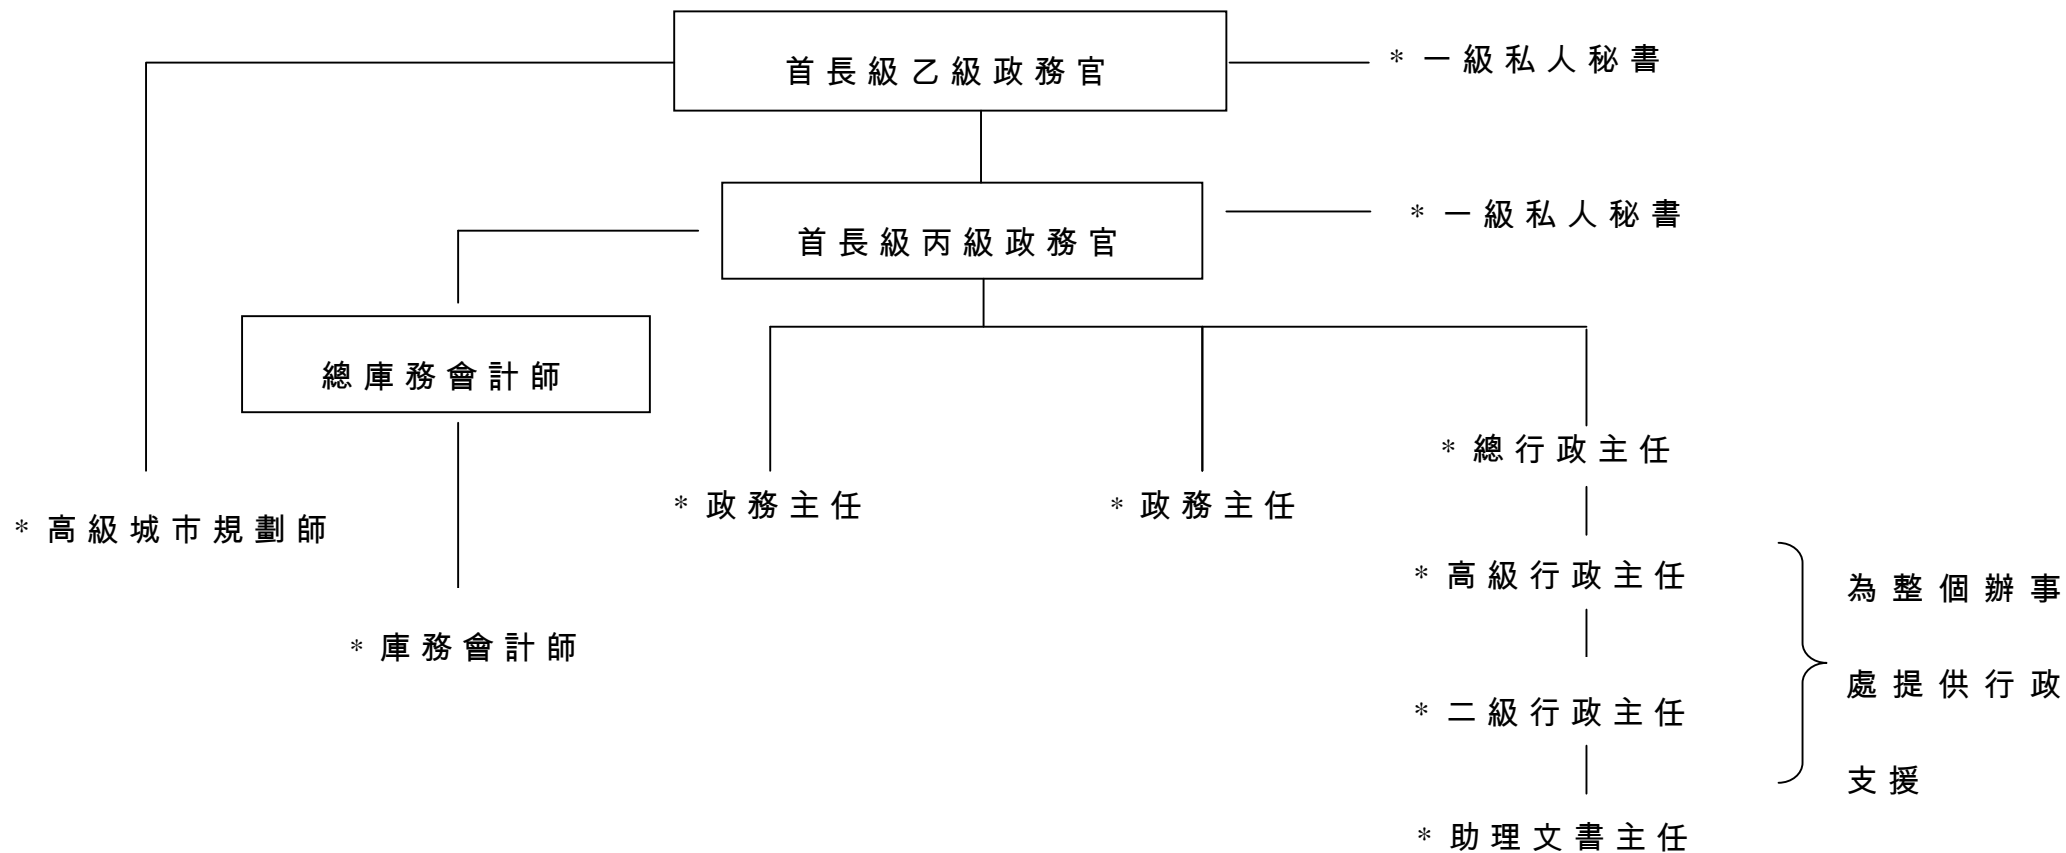 首長級乙級政務官
* 一級私人秘書
首長級丙級政務官
* 一級私人秘書
總庫務會計師
* 總行政主任
* 政務主任
* 政務主任
* 高級城市規劃師
* 高級行政主任
為整個辦事
* 庫務會計師
處提供行政
* 二級行政主任
支援
* 助理文書主任